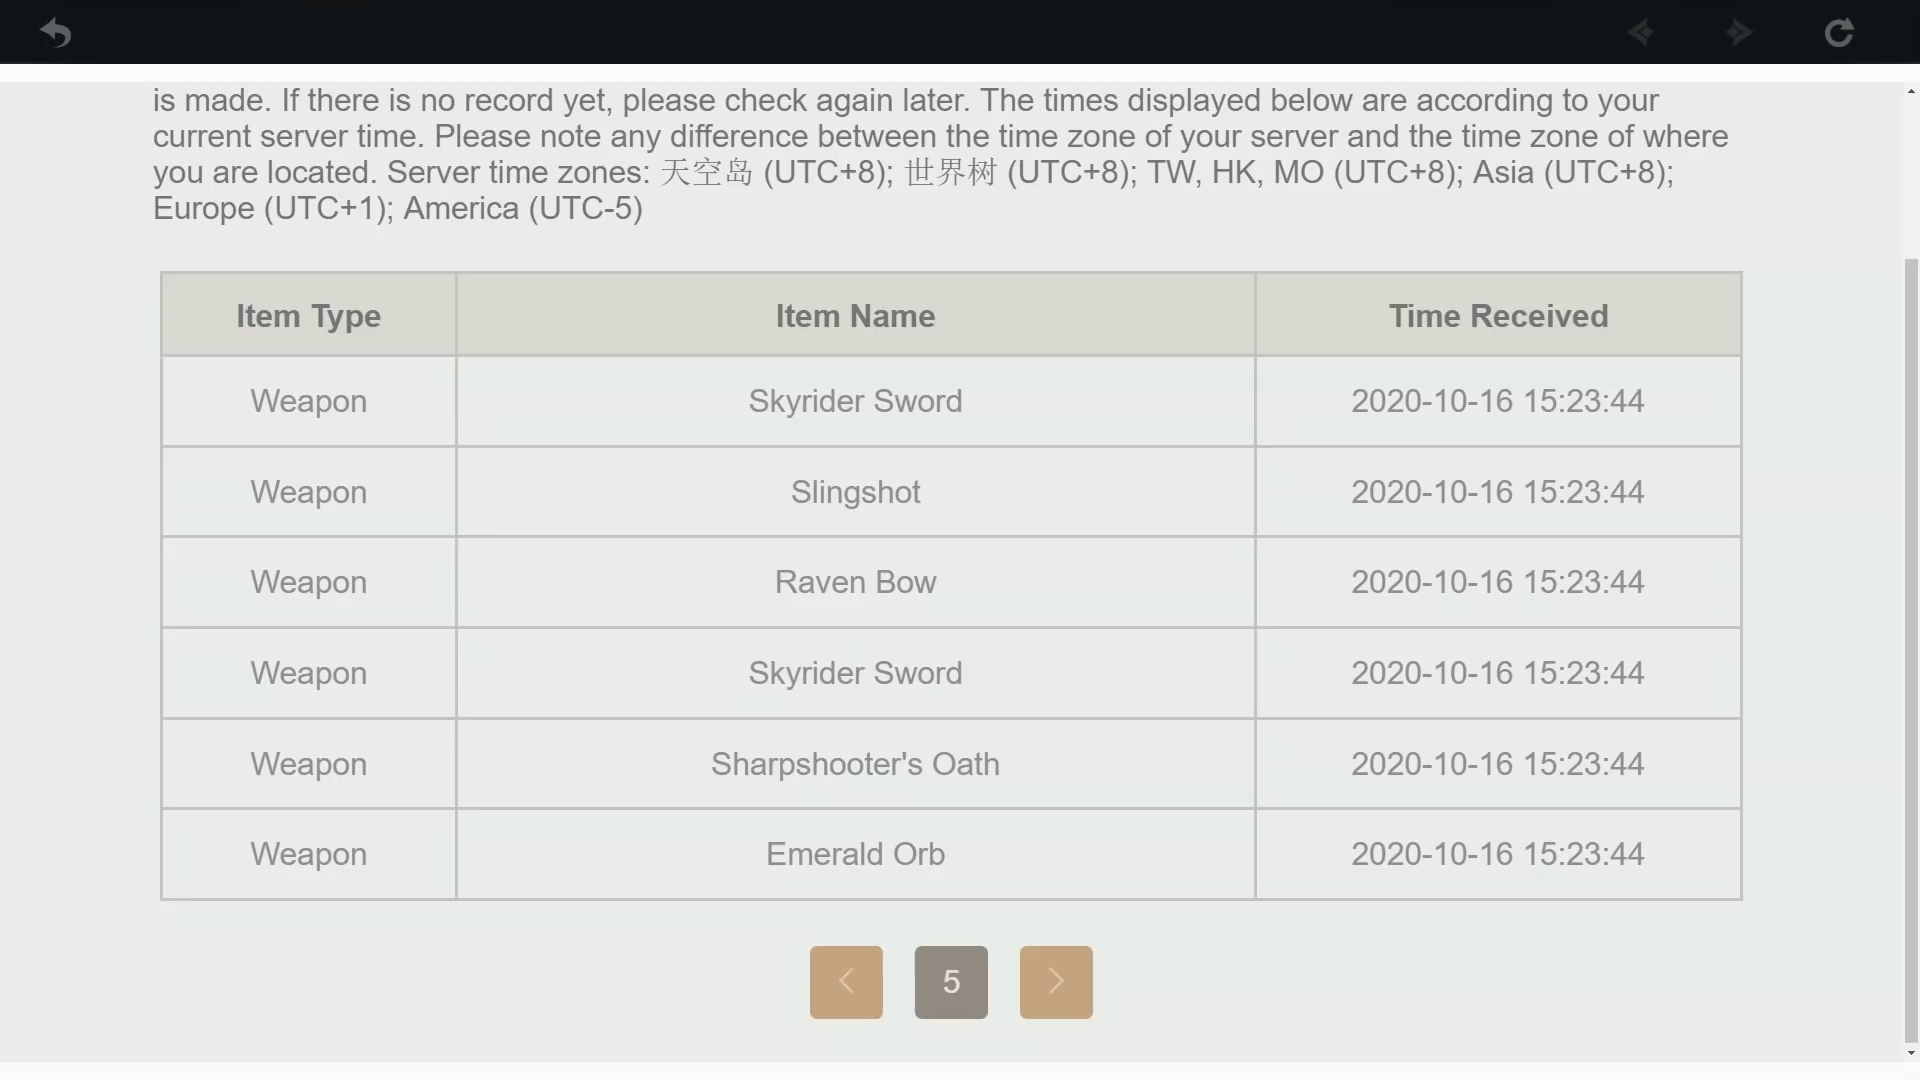 is made. If there is no record yet, please check again later. The times displayed below are according to your
current server time. Please note any difference between the time zone of your server and the time zone of where
you are located. Server time zones: 天空岛 (UTC+8); 世界树 (UTC+8); TW, HK, MO (UTC+8); Asia (UTC+8);
Europe (UTC+1); America (UTC-5)
Item Type Item Name Time Received
Weapon Skyrider Sword 2020-10-16 15:23:44
Weapon Slingshot 2020-10-16 15:23:44
Weapon Raven Bow 2020-10-16 15:23:44
Weapon Skyrider Sword 2020-10-16 15:23:44
Weapon Sharpshooter's Oath 2020-10-16 15:23:44
Weapon Emerald Orb 2020-10-16 15:23:44
5